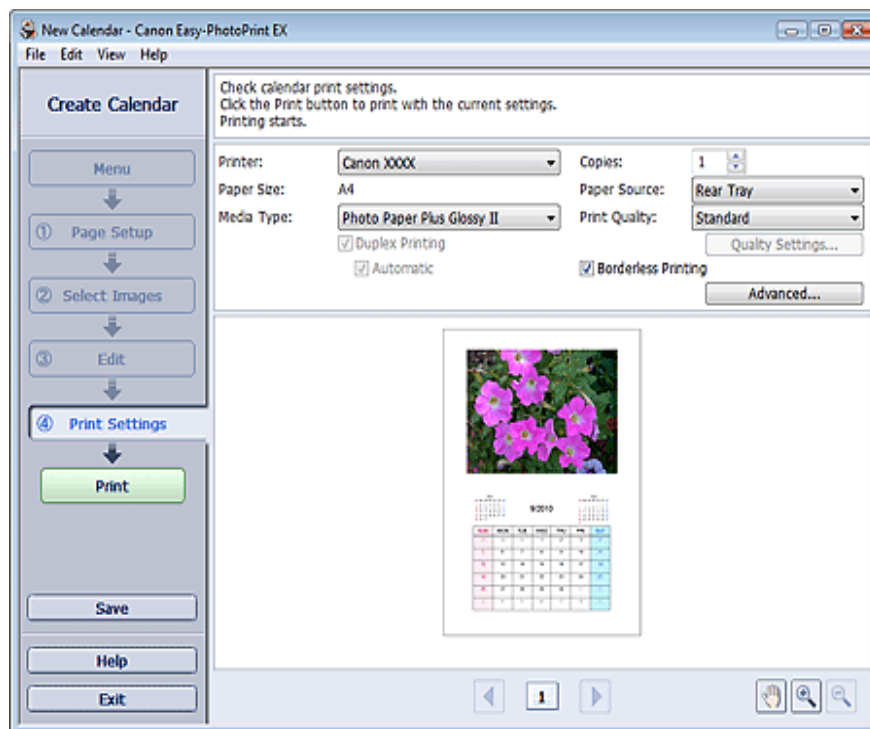 New Calendar - Canon Easy-PhotoPrint EX
File Edit View Help
Create Calendar
Menu
① Page Setup
② Select Images
③ Edit
④ Print Settings
Print
Save
Help
Exit
Check calendar print settings.
Click the Print button to print with the current settings.
Printing starts.
Printer: Canon XXXX Copies: 1
Paper Size: A4 Paper Source: Rear Tray
Media Type: Photo Paper Plus Glossy II Print Quality: Standard
Duplex Printing Quality Settings...
Automatic Borderless Printing
Advanced...
9/2010
1